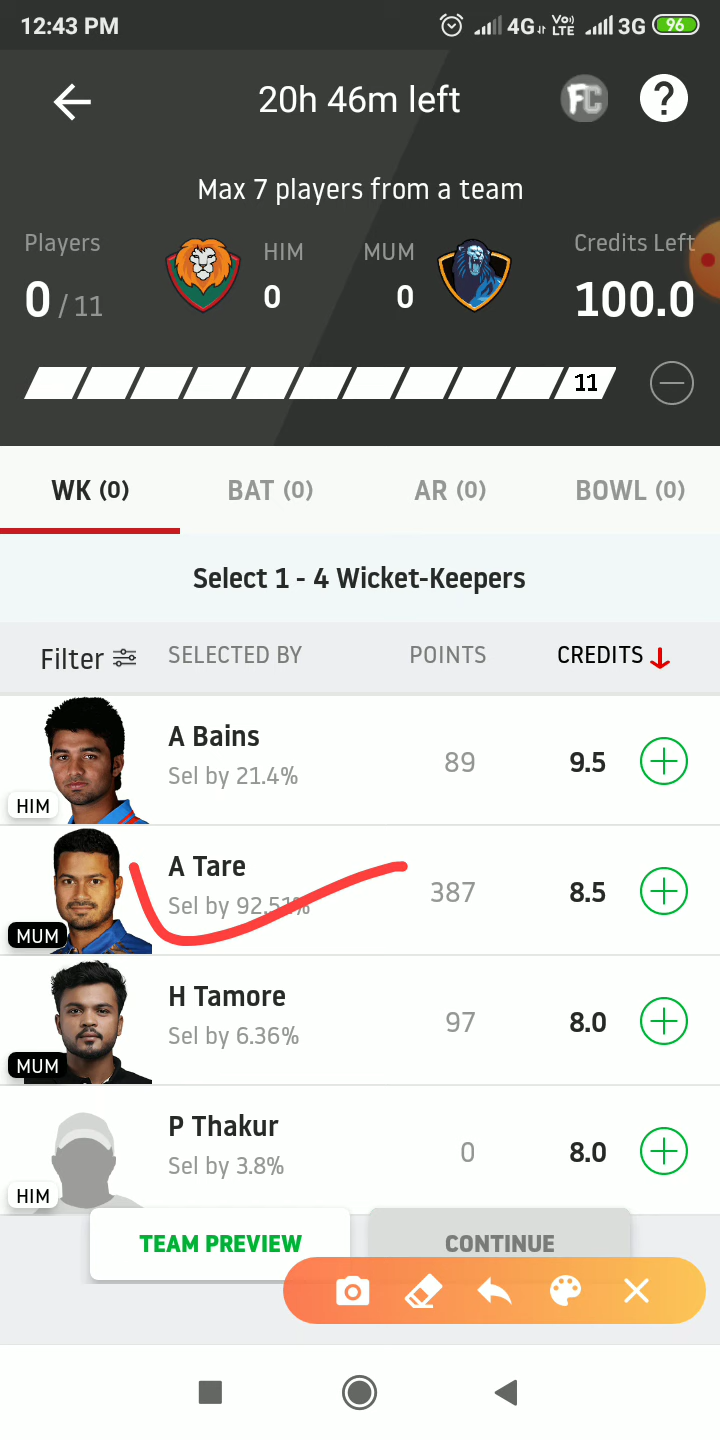 12:43 PM 4G Vo) LTE 3G 96
20h 46m left FC ?
Max 7 players from a team
Players HIM MUM Credits Left
0 / 11 0 0 100.0
11
WK (0) BAT (0) AR (0) BOWL (0)
Select 1 - 4 Wicket-Keepers
Filter SELECTED BY POINTS CREDITS
A Bains
Sel by 21.4% 89 9.5
HIM
A Tare
Sel by 92.51% 387 8.5
MUM
H Tamore
Sel by 6.36% 97 8.0
MUM
P Thakur
Sel by 3.8% 0 8.0
HIM
TEAM PREVIEW CONTINUE